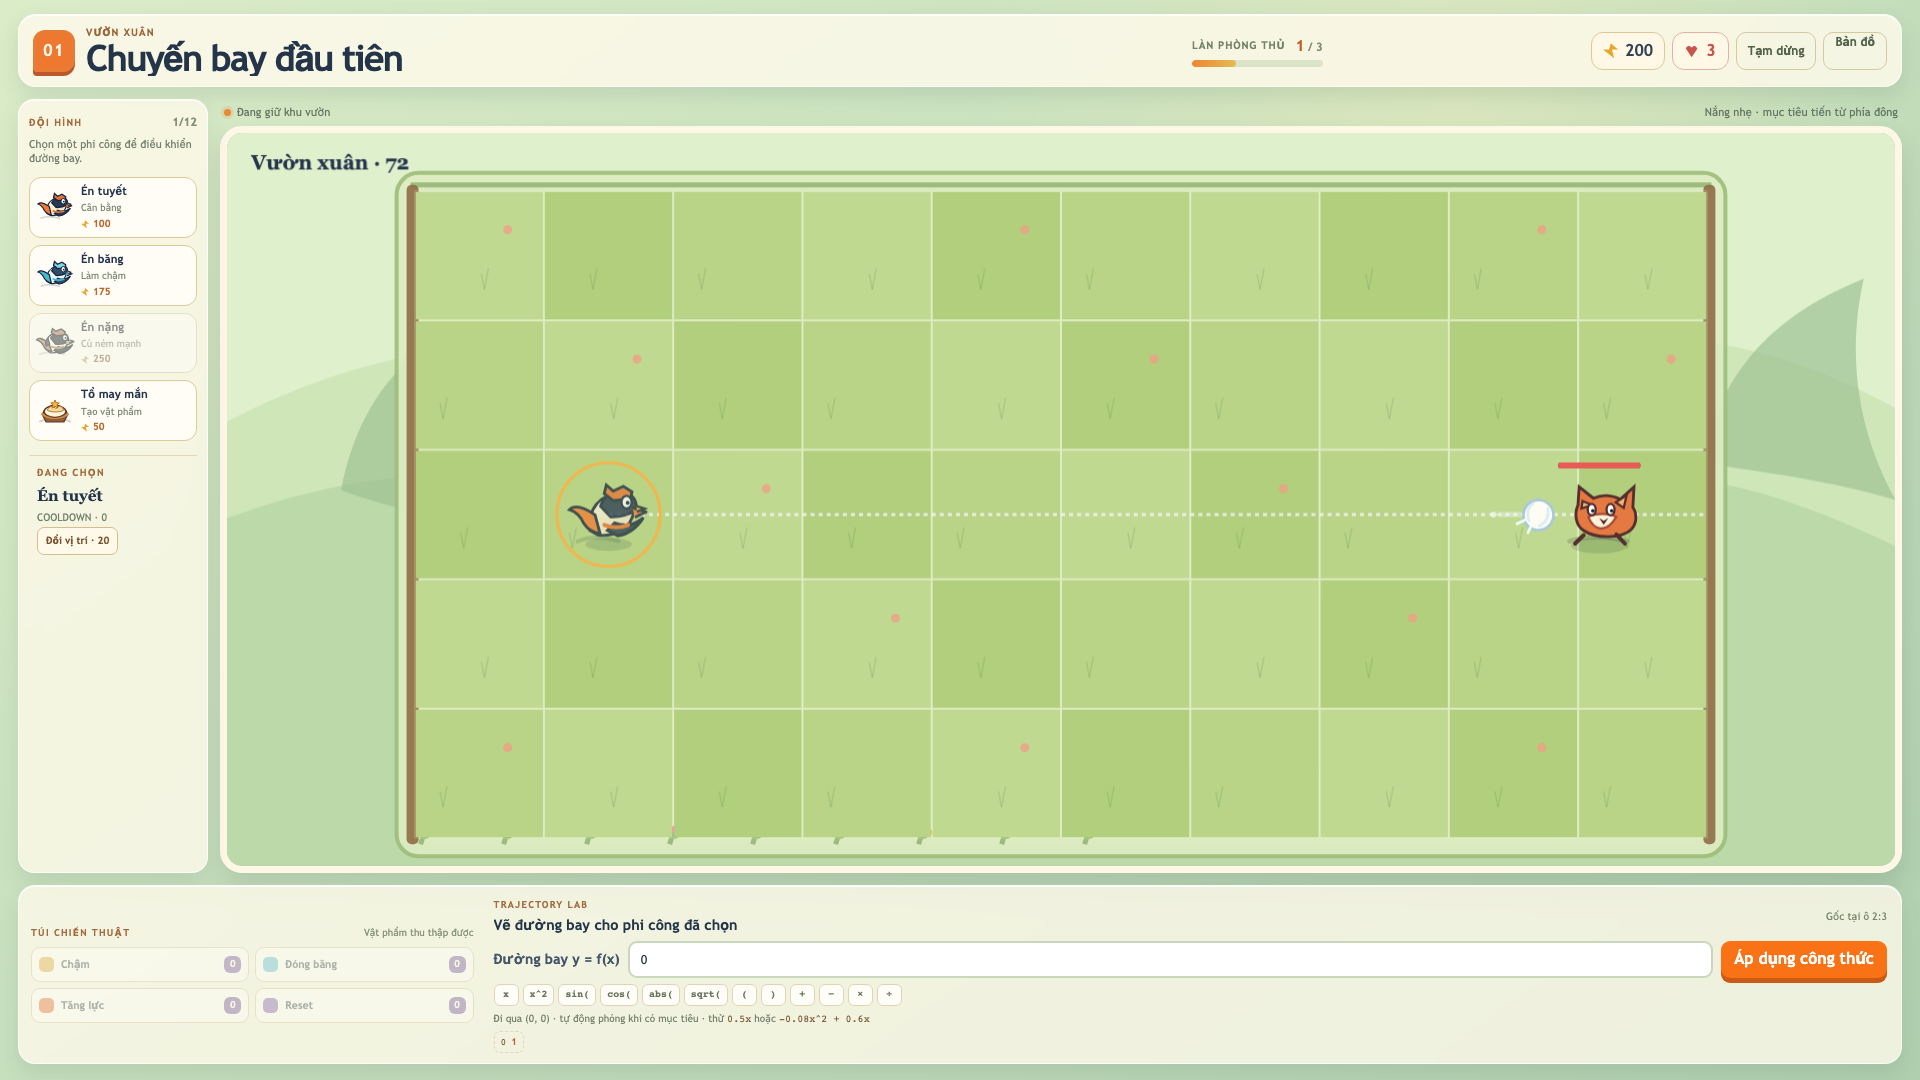 01
VƯỜN XUÂN
Chuyến bay đầu tiên
LÀN PHÒNG THỦ 1 / 3
200
3
Tạm dừng
Bản đồ
ĐỘI HÌNH 1/12
Chọn một phi công để điều khiển
đường bay.
Én tuyết
Cân bằng
100
Én băng
Làm chậm
175
Én nặng
Cú ném mạnh
250
Tổ may mắn
Tạo vật phẩm
50
ĐANG CHỌN
Én tuyết
COOLDOWN · 0
Đổi vị trí · 20
Đang giữ khu vườn
Nắng nhẹ · mục tiêu tiến từ phía đông
Vườn xuân · 72
TÚI CHIẾN THUẬT
Vật phẩm thu thập được
Chậm 0
Đóng băng 0
Tăng lực 0
Reset 0
TRAJECTORY LAB
Vẽ đường bay cho phi công đã chọn
Gốc tại ô 2:3
Đường bay y = f(x) 0
Áp dụng công thức
x x^2 sin( cos( abs( sqrt( ( ) + − × ÷
Đi qua (0, 0) · tự động phóng khi có mục tiêu · thử 0.5x hoặc −0.08x^2 + 0.6x
0 1